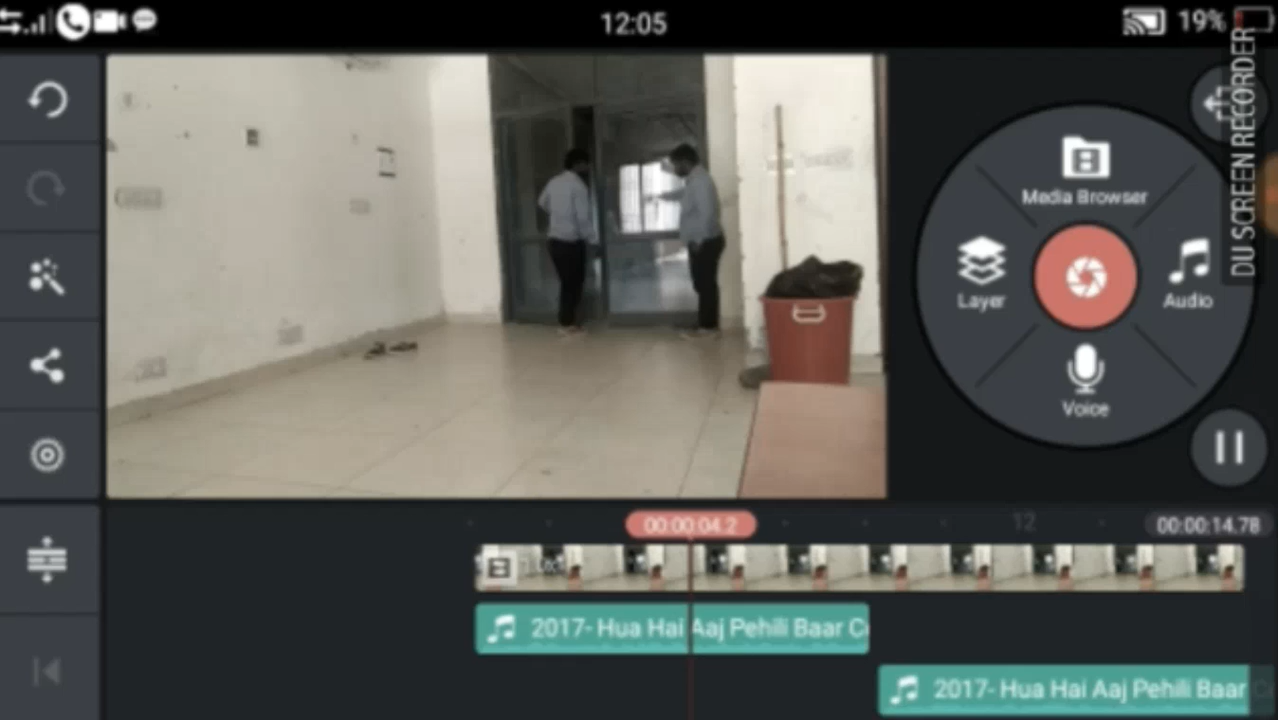 12:05
19%
DU SCREEN RECORDER
Media Browser
Layer
Audio
Voice
00:00:04.2
12
00:00:14.78
2017- Hua Hai Aaj Pehili Baar
2017- Hua Hai Aaj Pehili Baar